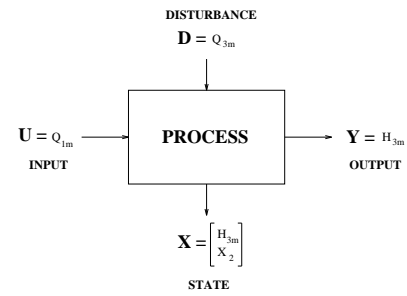 DISTURBANCE
D = Q3m
U = Q1m
INPUT
PROCESS
Y = H3m
OUTPUT
X = [H3m
X2]
STATE